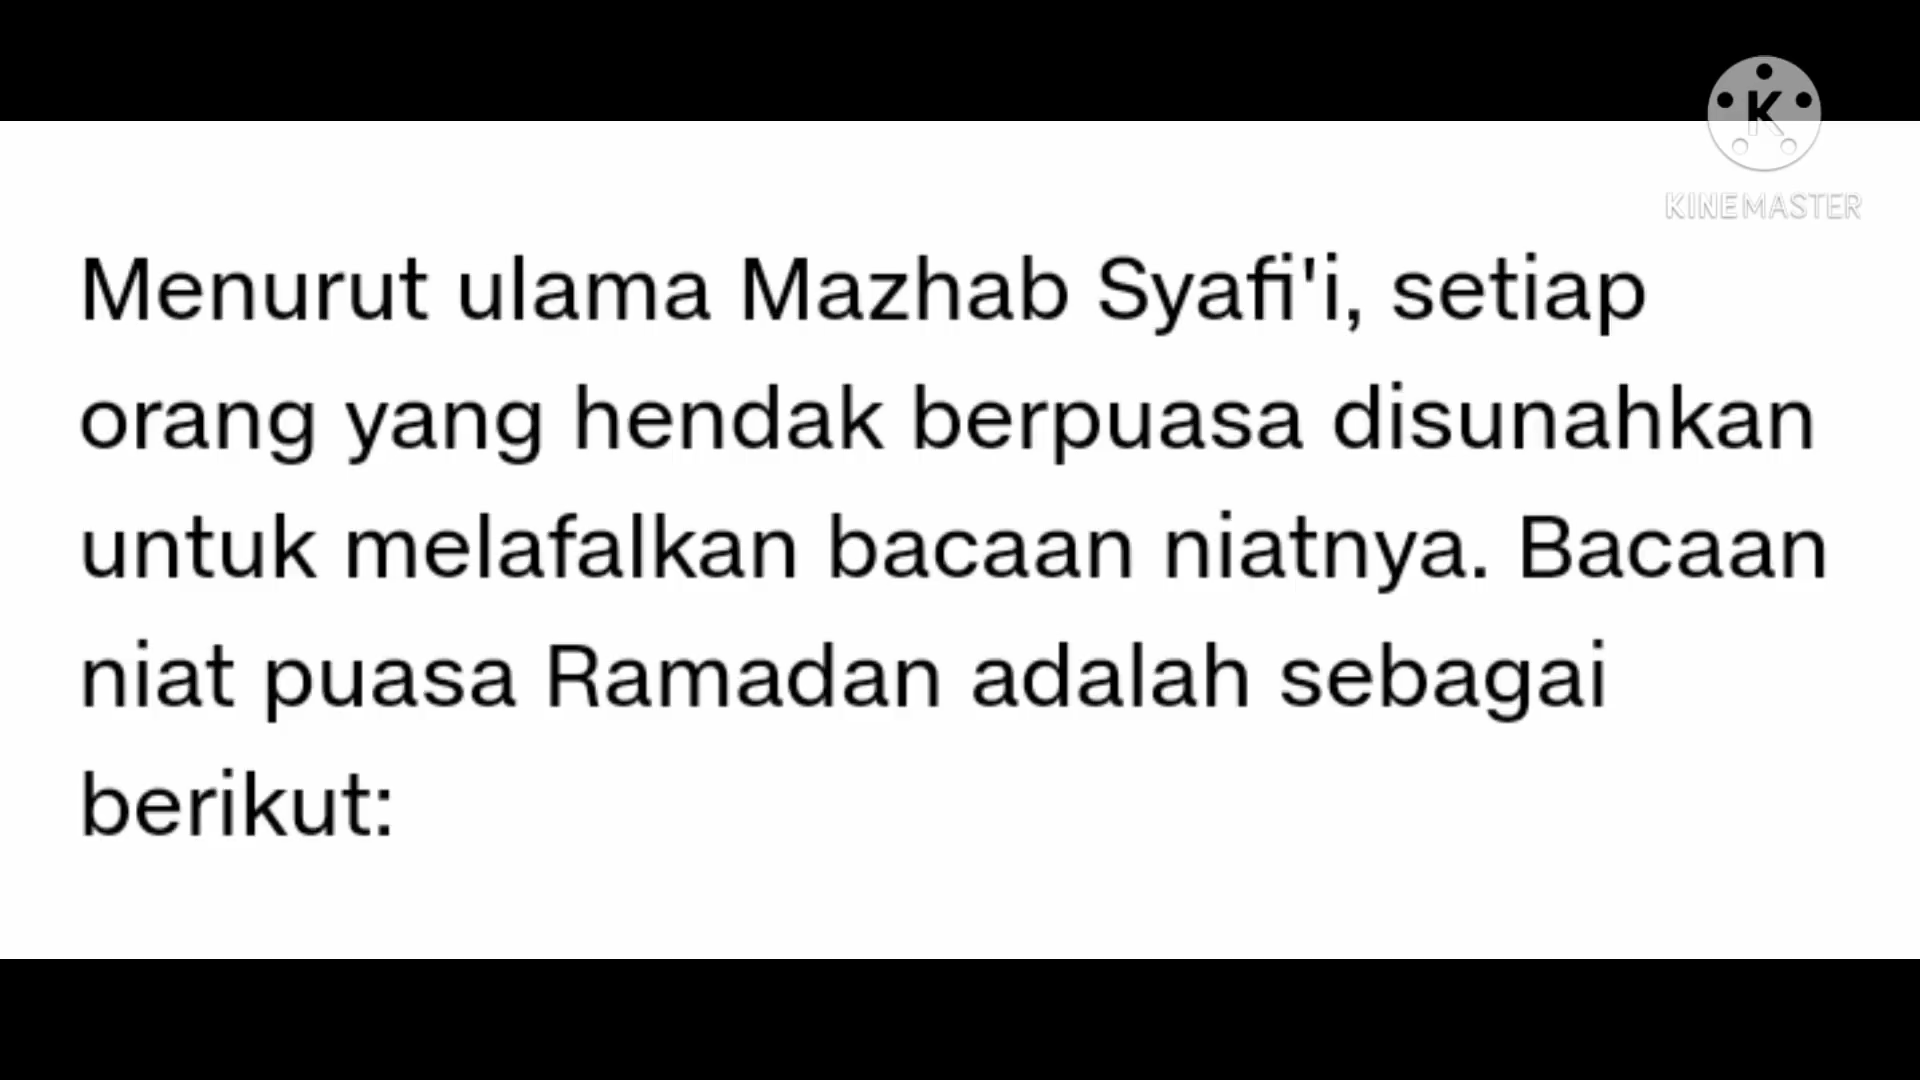 K
KINEMASTER
Menurut ulama Mazhab Syafi'i, setiap
orang yang hendak berpuasa disunahkan
untuk melafalkan bacaan niatnya. Bacaan
niat puasa Ramadan adalah sebagai
berikut: